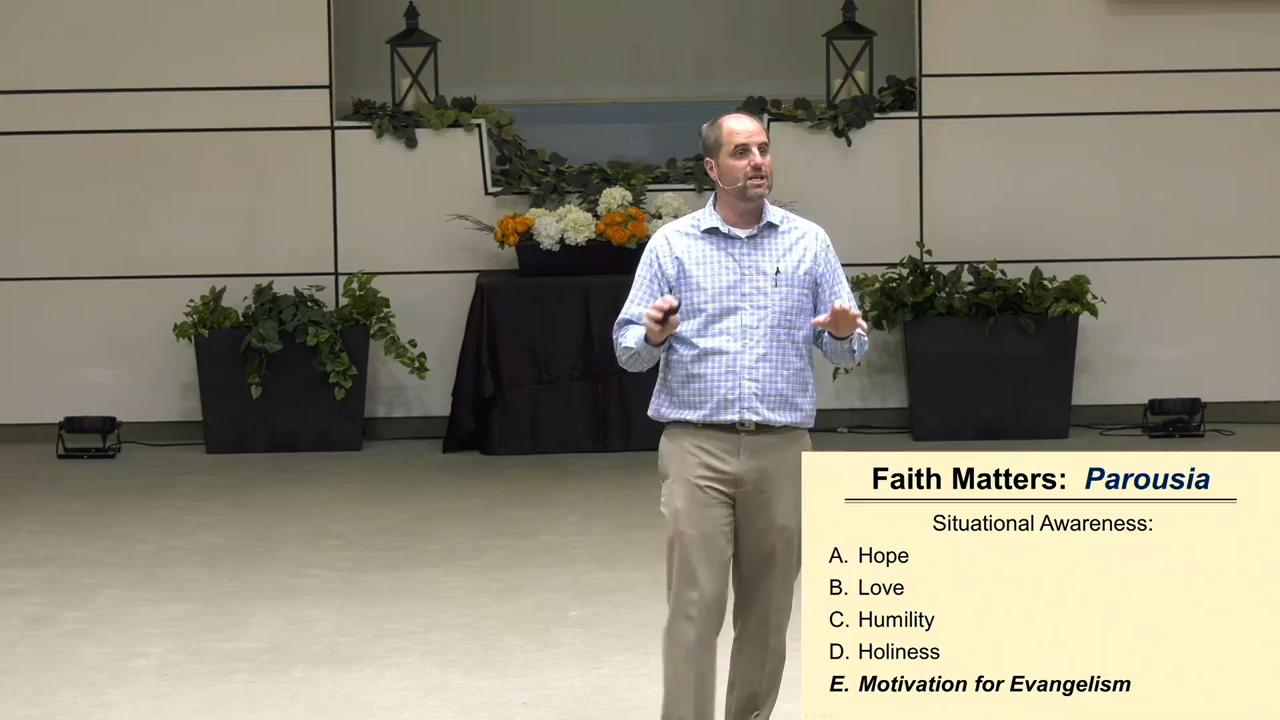 Faith Matters: Parousia
Situational Awareness:
A. Hope
B. Love
C. Humility
D. Holiness
E. Motivation for Evangelism